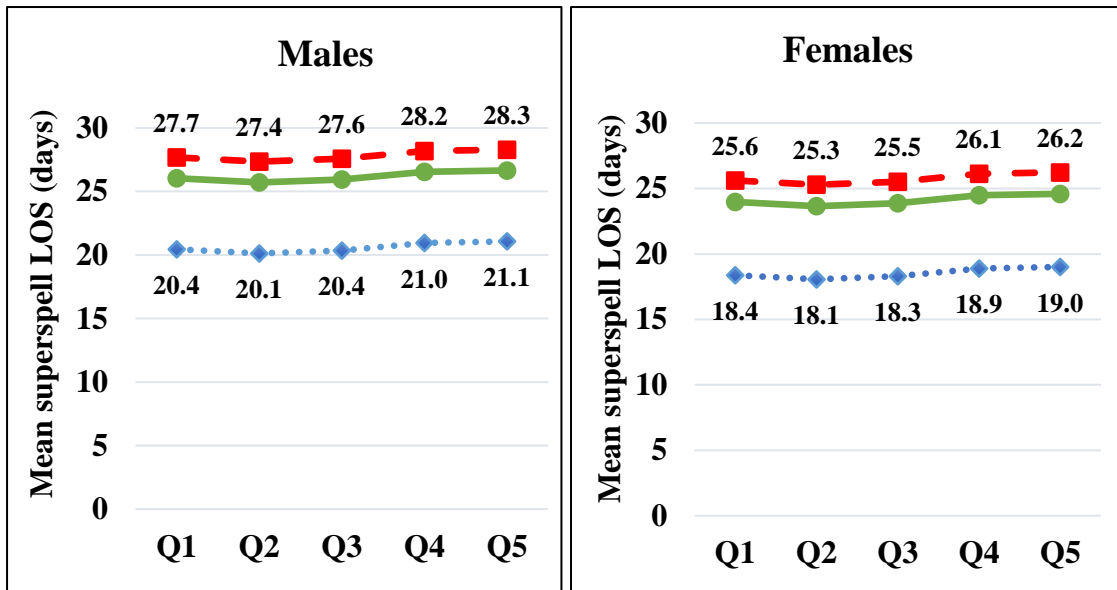 Males
Mean superspell LOS (days)
30
25
20
15
10
5
0
27.7 27.4 27.6 28.2 28.3
20.4 20.1 20.4 21.0 21.1
Q1 Q2 Q3 Q4 Q5
Females
Mean superspell LOS (days)
30
25
20
15
10
5
0
25.6 25.3 25.5 26.1 26.2
18.4 18.1 18.3 18.9 19.0
Q1 Q2 Q3 Q4 Q5